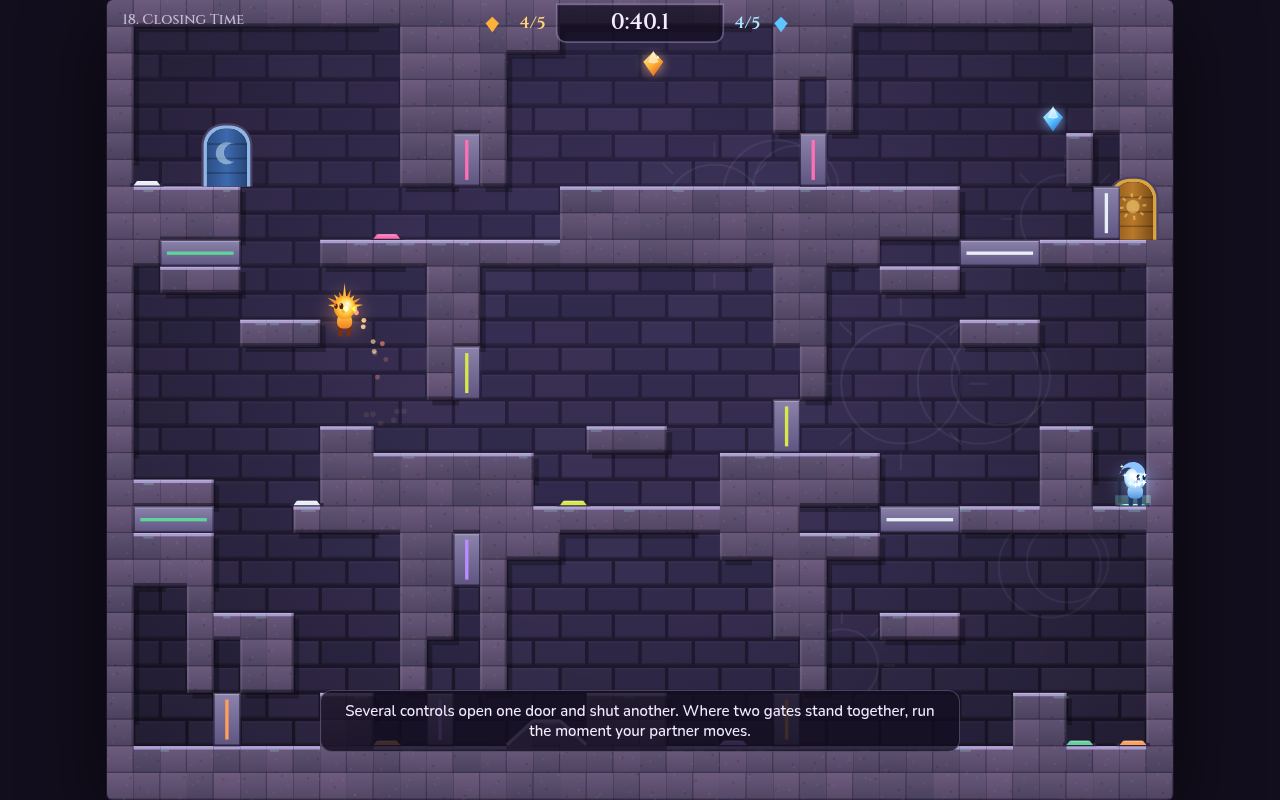 18. Closing Time
4/5
0:40.1
4/5
Several controls open one door and shut another. Where two gates stand together, run
the moment your partner moves.